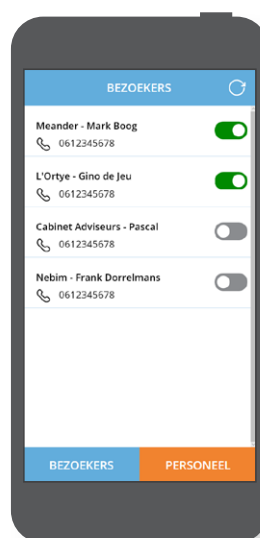 BEZOEKERS
Meander - Mark Boog
0612345678
L'Ortye - Gino de Jeu
0612345678
Cabinet Adviseurs - Pascal
0612345678
Nebim - Frank Dorrelmans
0612345678
BEZOEKERS PERSONEEL